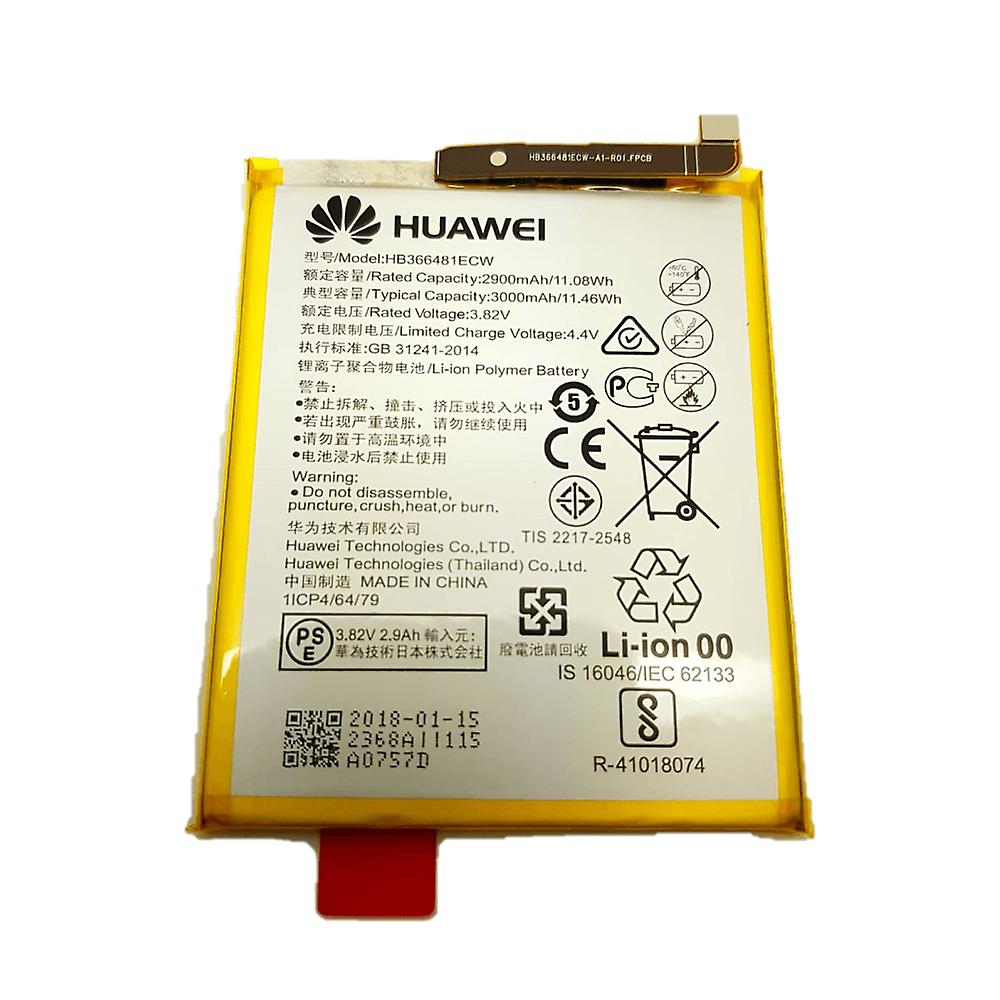 HB366481ECW-A1-R01.FPCB
HUAWEI
型号/Model:HB366481ECW
额定容量/Rated Capacity:2900mAh/11.08Wh
典型容量/Typical Capacity:3000mAh/11.46Wh
额定电压/Rated Voltage:3.82V
充电限制电压/Limited Charge Voltage:4.4V
执行标准:GB 31241-2014
锂离子聚合物电池/Li-ion Polymer Battery
+60℃
+140℉
警告:
•禁止拆解、撞击、挤压或投入火中
•若出现严重鼓胀，请勿继续使用
•请勿置于高温环境中
•电池浸水后禁止使用
5
PC
CE
Warning:
•Do not disassemble,
puncture,crush,heat,or burn.
华为技术有限公司
TIS 2217-2548
Huawei Technologies Co.,LTD.
Huawei Technologies (Thailand) Co.,Ltd.
中国制造 MADE IN CHINA
1ICP4/64/79
PS
E
3.82V 2.9Ah 輸入元:
華為技術日本株式会社
廢電池請回收
Li-ion 00
IS 16046/IEC 62133
R-41018074
2018-01-15
2368AII115
A0757D